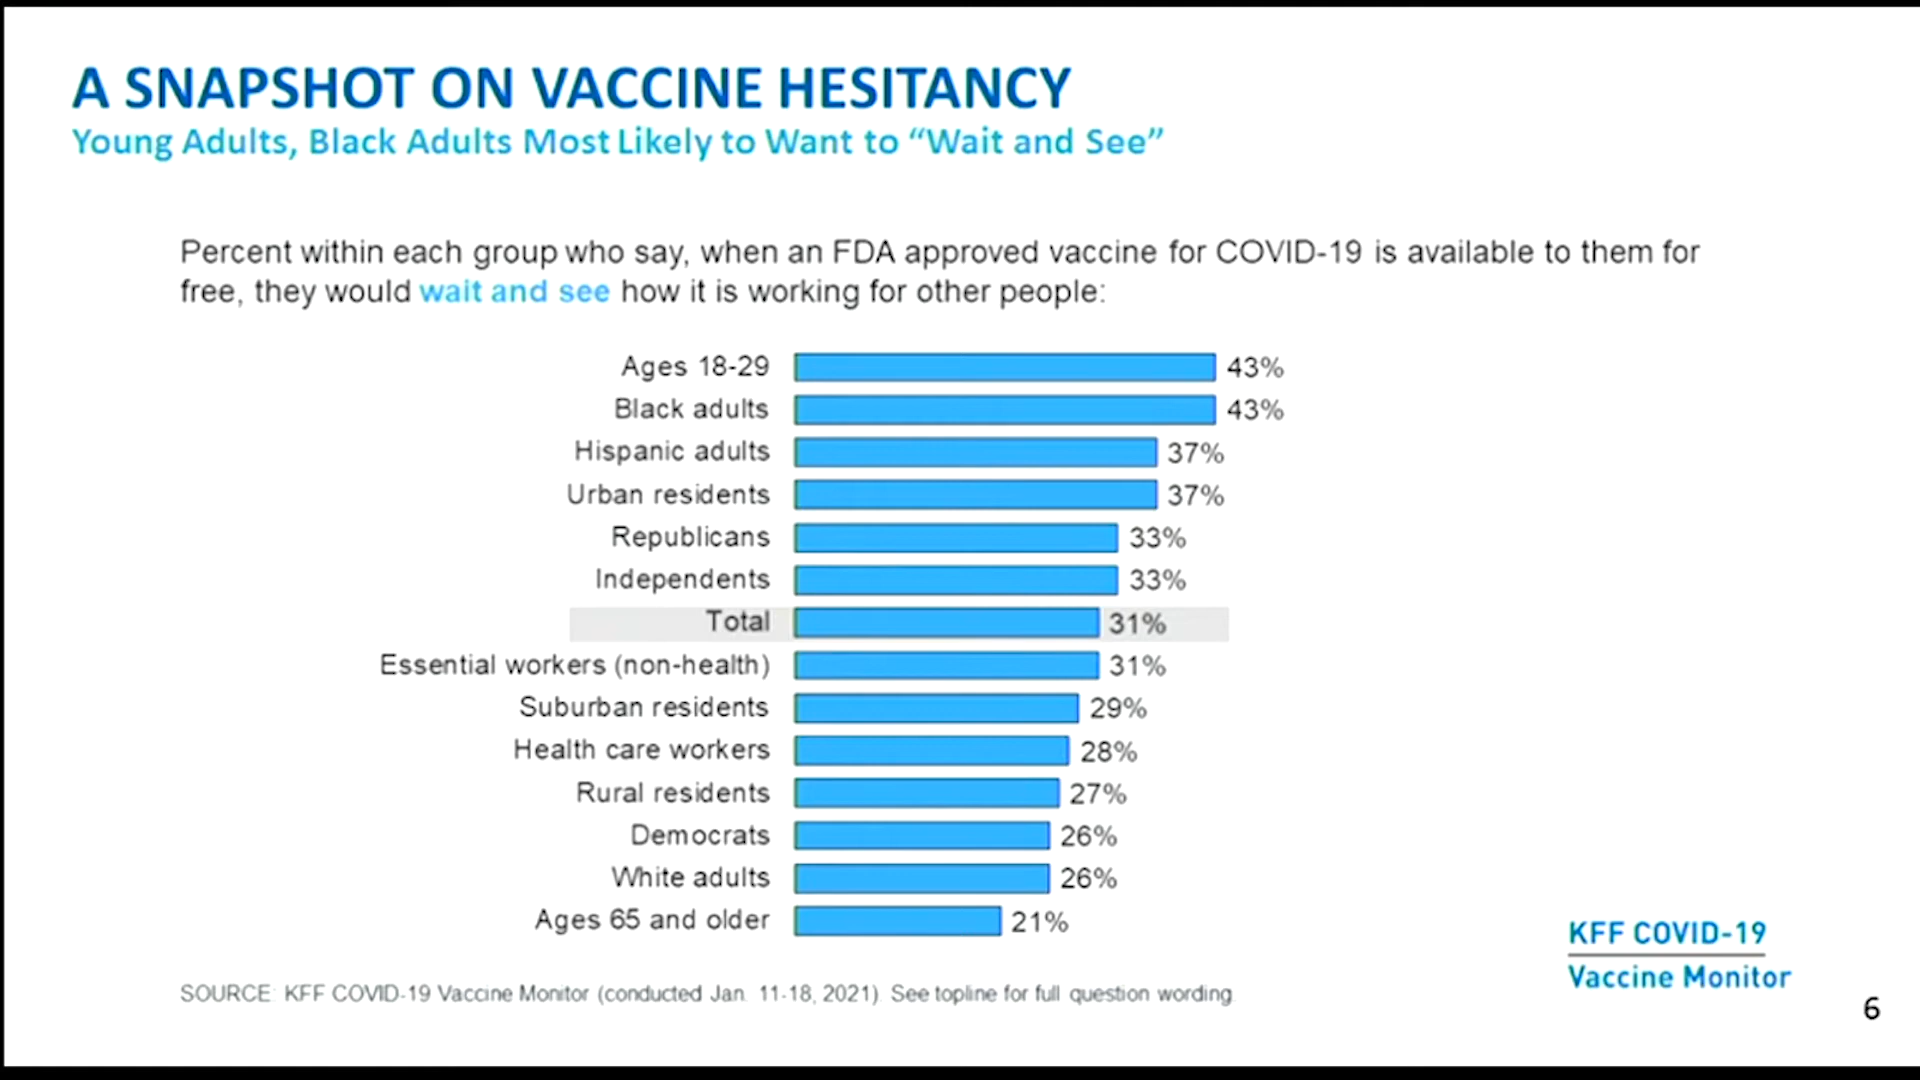 A SNAPSHOT ON VACCINE HESITANCY
Young Adults, Black Adults Most Likely to Want to “Wait and See”
Percent within each group who say, when an FDA approved vaccine for COVID-19 is available to them for
free, they would wait and see how it is working for other people:
Ages 18-29 43%
Black adults 43%
Hispanic adults 37%
Urban residents 37%
Republicans 33%
Independents 33%
Total 31%
Essential workers (non-health) 31%
Suburban residents 29%
Health care workers 28%
Rural residents 27%
Democrats 26%
White adults 26%
Ages 65 and older 21%
KFF COVID-19
Vaccine Monitor
SOURCE: KFF COVID-19 Vaccine Monitor (conducted Jan. 11-18, 2021). See topline for full question wording.
6